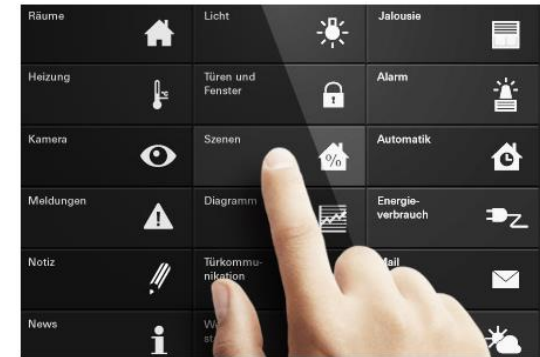 Räume
Licht
Jalousie
Heizung
Türen und
Fenster
Alarm
Kamera
Szenen
%
Automatik
Meldungen
Diagramm
Energie-
verbrauch
Notiz
Türkommu-
nikation
Mail
News